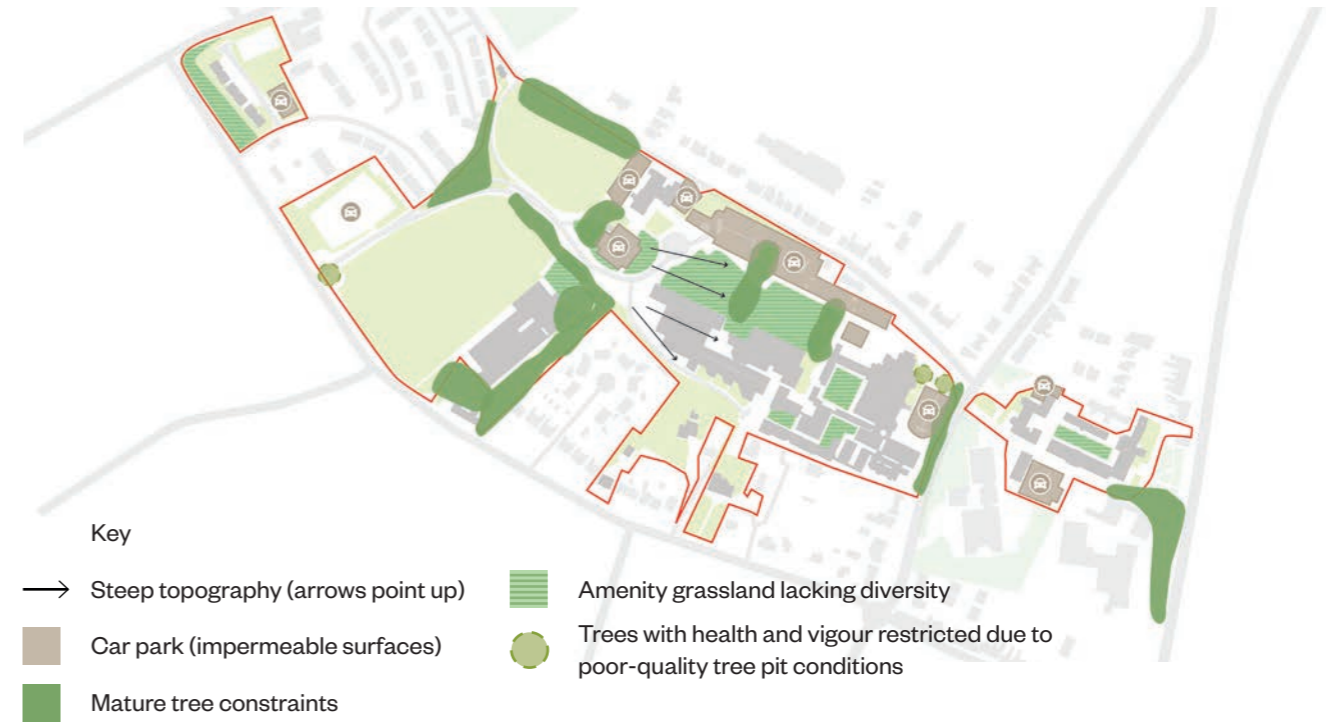 Key
Steep topography (arrows point up)
Car park (impermeable surfaces)
Mature tree constraints
Amenity grassland lacking diversity
Trees with health and vigour restricted due to
poor-quality tree pit conditions